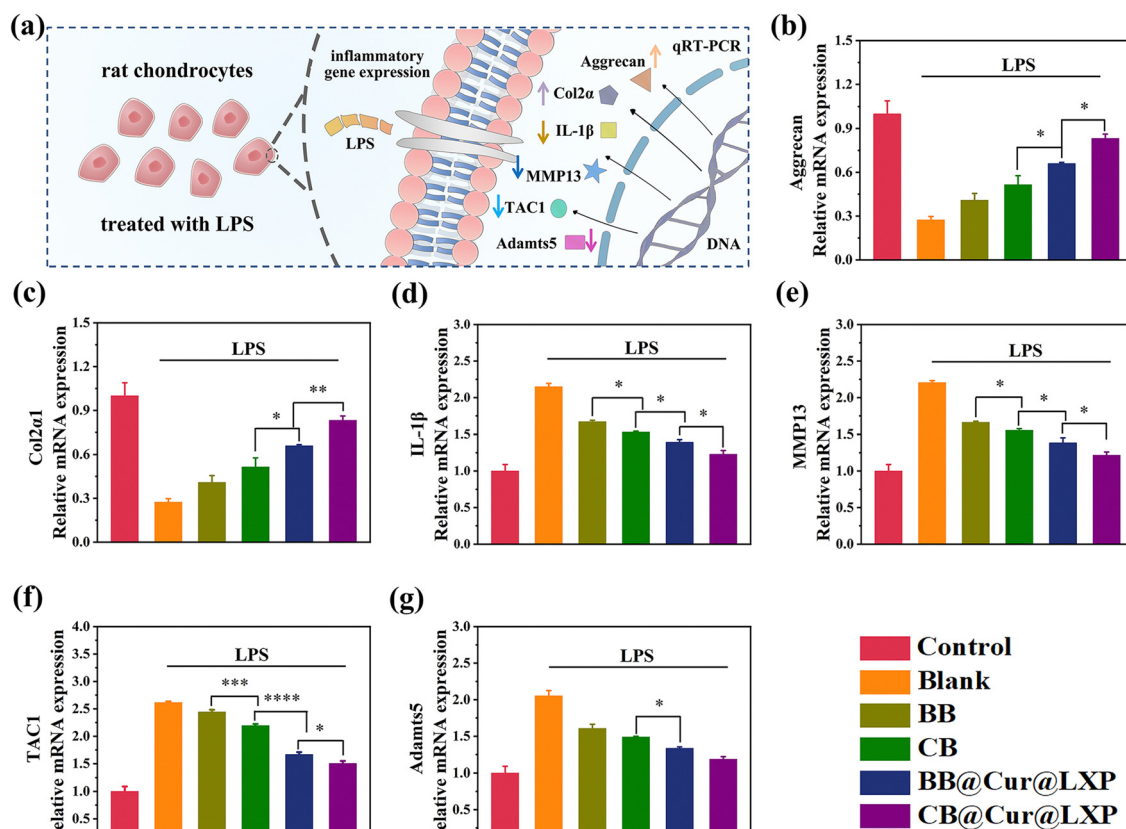 (a)
rat chondrocytes
treated with LPS
inflammatory
gene expression
LPS
qRT-PCR
Aggrecan
Col2α
IL-1β
MMP13
TAC1
Adamts5
DNA
(b)
Aggrecan
Relative mRNA expression
1.5
1.2
0.9
0.6
0.3
0.0
LPS
*
*
(c)
Col2α1
Relative mRNA expression
1.5
1.2
0.9
0.6
0.3
0.0
LPS
*
**
(d)
IL-1β
Relative mRNA expression
3.0
2.5
2.0
1.5
1.0
0.5
0.0
LPS
*
*
*
(e)
MMP13
Relative mRNA expression
3.0
2.5
2.0
1.5
1.0
0.5
0.0
LPS
*
*
*
(f)
TAC1
Relative mRNA expression
4.0
3.5
3.0
2.5
2.0
1.5
1.0
0.5
LPS
***
****
*
(g)
Adamts5
Relative mRNA expression
3.0
2.5
2.0
1.5
1.0
0.5
LPS
*
Control
Blank
BB
CB
BB@Cur@LXP
CB@Cur@LXP